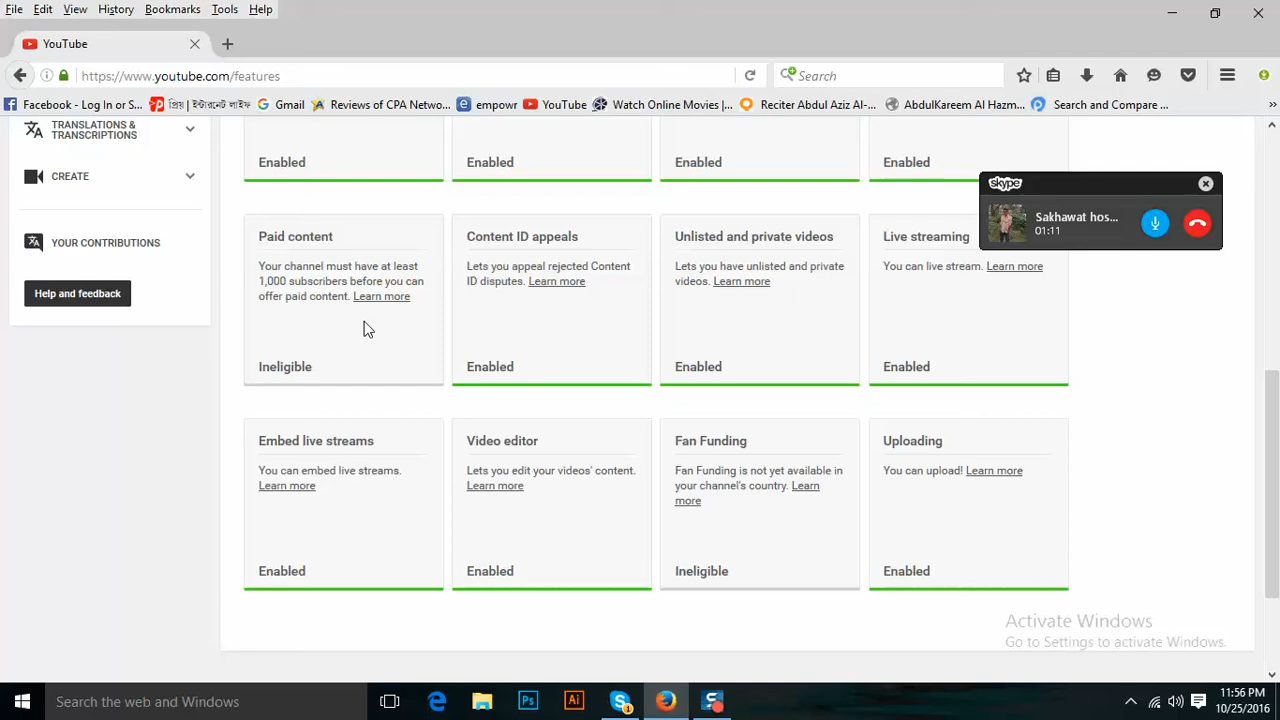 File Edit View History Bookmarks Tools Help
YouTube
https://www.youtube.com/features
Search
Facebook - Log In or S...
প্রিয় | ইন্টারনেট লাইফ
Gmail
Reviews of CPA Netwo...
empowr
YouTube
Watch Online Movies |...
Reciter Abdul Aziz Al-...
AbdulKareem Al Hazm...
Search and Compare ...
TRANSLATIONS &
TRANSCRIPTIONS
CREATE
YOUR CONTRIBUTIONS
Help and feedback
Enabled
Enabled
Enabled
Enabled
skype
Sakhawat hos...
01:11
Paid content
Your channel must have at least
1,000 subscribers before you can
offer paid content. Learn more
Ineligible
Content ID appeals
Lets you appeal rejected Content
ID disputes. Learn more
Enabled
Unlisted and private videos
Lets you have unlisted and private
videos. Learn more
Enabled
Live streaming
You can live stream. Learn more
Enabled
Embed live streams
You can embed live streams.
Learn more
Enabled
Video editor
Lets you edit your videos' content.
Learn more
Enabled
Fan Funding
Fan Funding is not yet available in
your channel's country. Learn
more
Ineligible
Uploading
You can upload! Learn more
Enabled
Activate Windows
Go to Settings to activate Windows.
Search the web and Windows
Ps
Ai
1
S
11:56 PM
10/25/2016